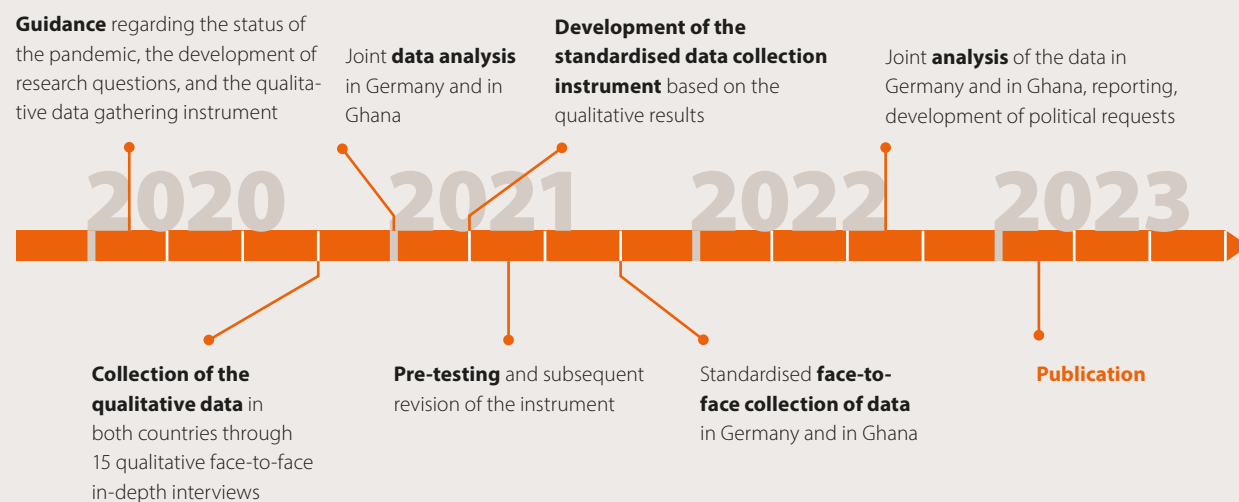 Guidance regarding the status of
the pandemic, the development of
research questions, and the qualita-
tive data gathering instrument
Joint data analysis
in Germany and in
Ghana
Development of the
standardised data collection
instrument based on the
qualitative results
Joint analysis of the data in
Germany and in Ghana, reporting,
development of political requests
2020
2021
2022
2023
Collection of the
qualitative data in
both countries through
15 qualitative face-to-face
in-depth interviews
Pre-testing and subsequent
revision of the instrument
Standardised face-to-
face collection of data
in Germany and in Ghana
Publication